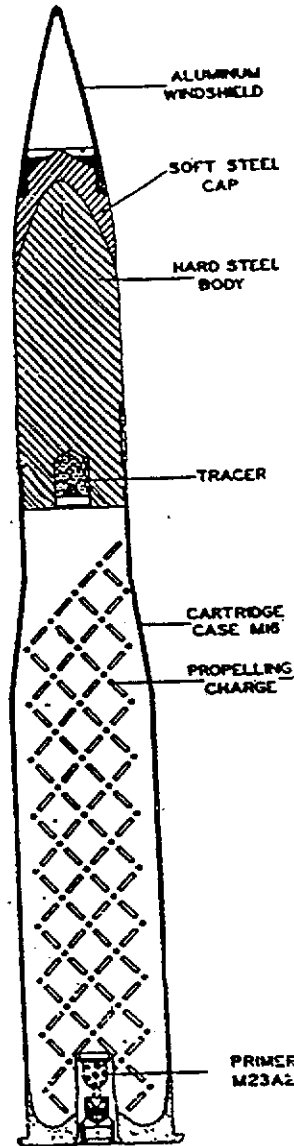 ALUMINUM
WINDSHIELD
SOFT STEEL
CAP
HARD STEEL
BODY
TRACER
CARTRIDGE
CASE M16
PROPELLING
CHARGE
PRIMER
M23A2